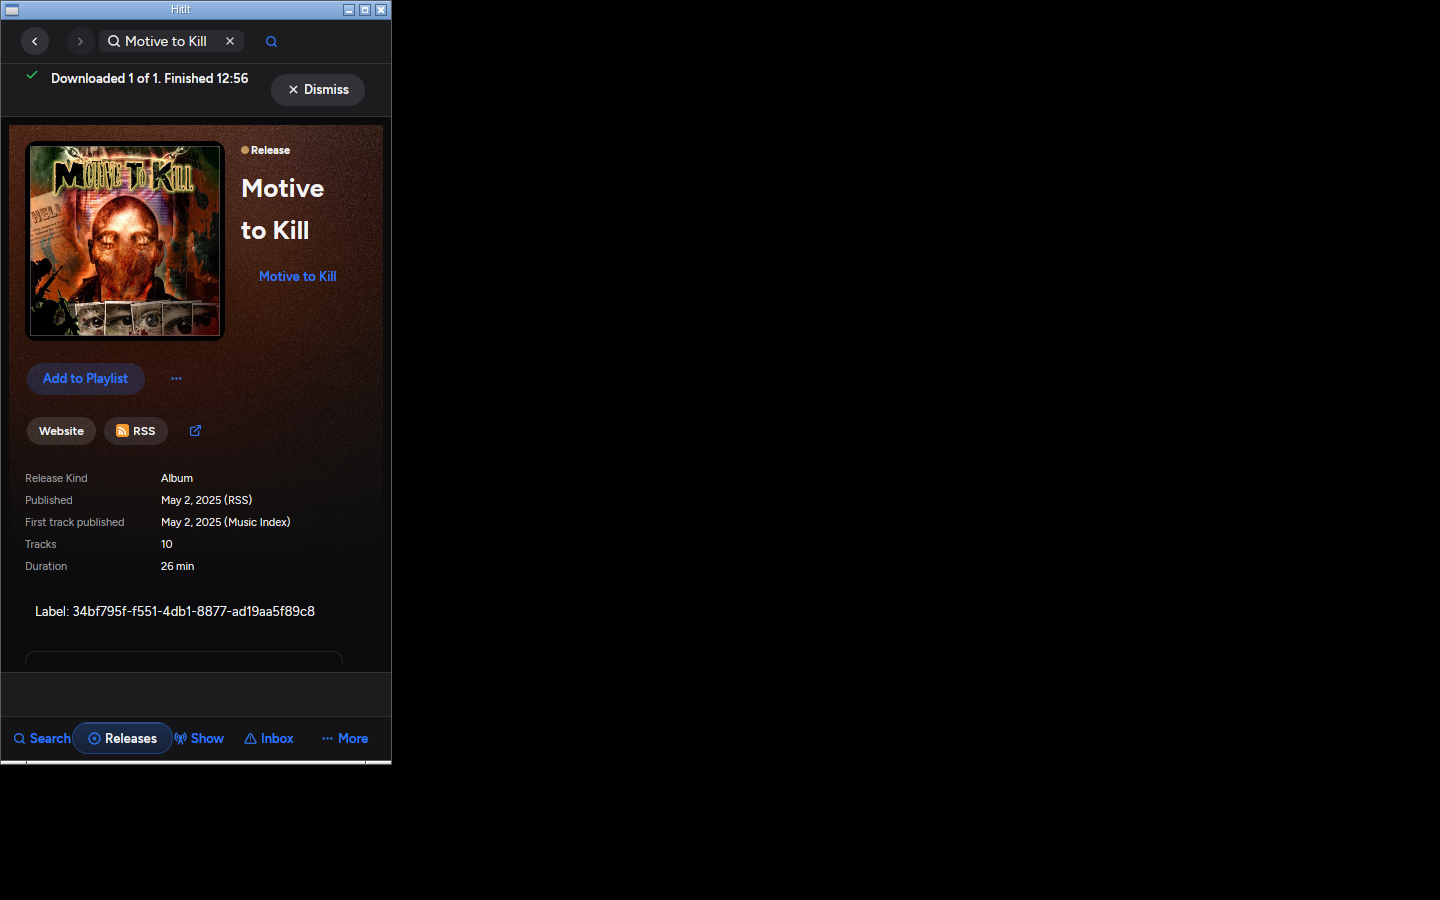 HitIt
Motive to Kill
Downloaded 1 of 1. Finished 12:56
Dismiss
MOTIVE TO KILL
HELL
Release
Motive
to Kill
Motive to Kill
Add to Playlist
Website
RSS
Release Kind
Album
Published
May 2, 2025 (RSS)
First track published
May 2, 2025 (Music Index)
Tracks
10
Duration
26 min
Label: 34bf795f-f551-4db1-8877-ad19aa5f89c8
Search
Releases
Show
Inbox
More